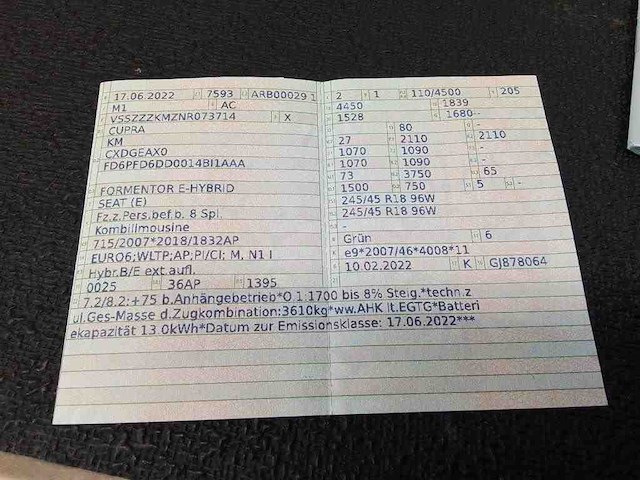 17.06.2022 7593 ARB00029 1
M1 AC
VSSZZZKMZNR073714 X
CUPRA
KM
CXDGEAX0
FD6PFD6DD0014BJ1AAA
FORMENTOR E-HYBRID
SEAT (E)
Fz.z.Pers.bef.b. 8 Spl.
Kombilimousine
715/2007*2018/1832AP
EURO6;WLTP;AP;PI/CI; M, N1 I
Hybr.B/E ext.aufl.
0025 36AP 1395
2 1 110/4500 205
4450 1839
1528 1680--
80 -
27 2110 2110
1070 1090 -
1070 1090 -
73 3750 65
1500 750 5 -
245/45 R18 96W
245/45 R18 96W
-
Grün 6
e9*2007/46*4008*11
10.02.2022 K GJ878064
7.2/8.2:+75 b.Anhängebetrieb*O.1:1700 bis 8% Steig.*techn.z
ul.Ges-Masse d.Zugkombination:3610kg*ww.AHK lt.EGTG*Batteri
ekapazität 13.0kWh*Datum zur Emissionsklasse: 17.06.2022***